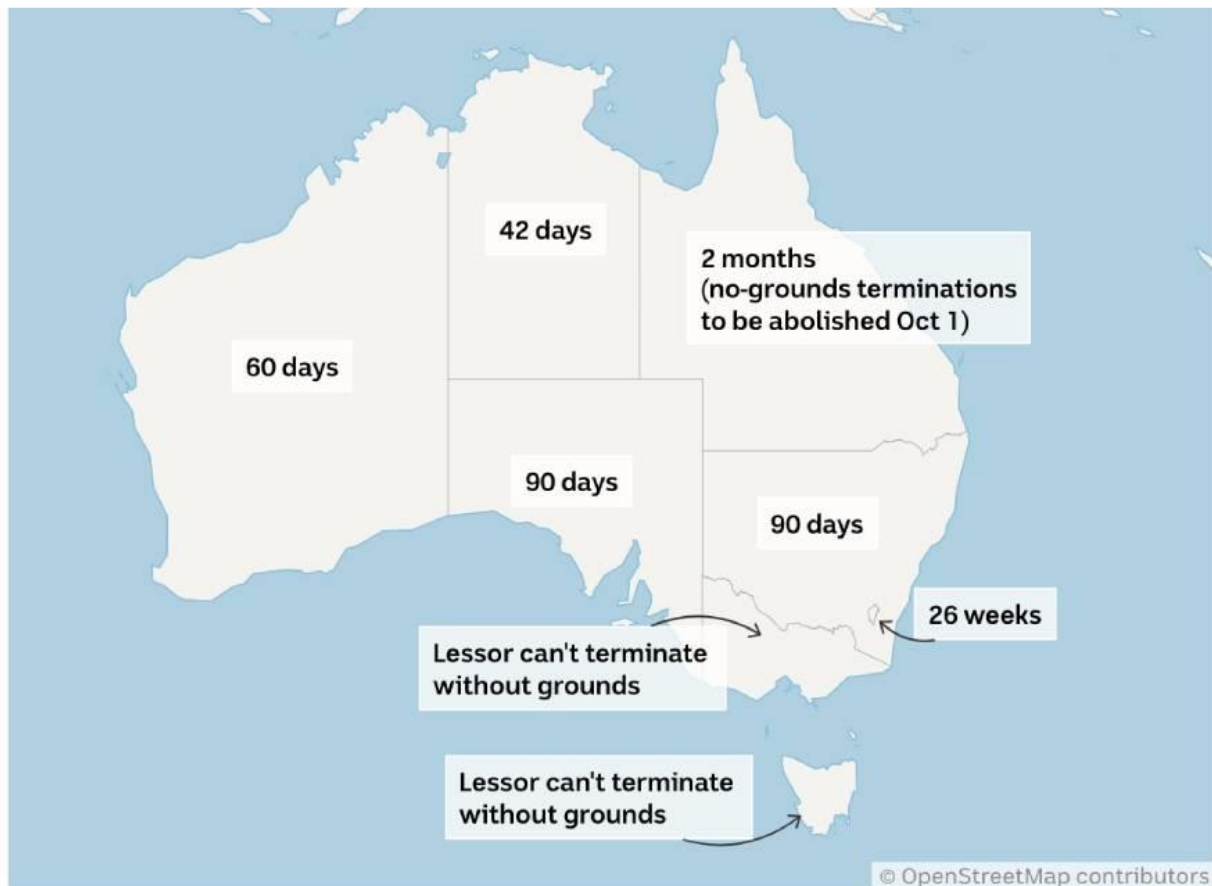 42 days
2 months
(no-grounds terminations
to be abolished Oct 1)
60 days
90 days
90 days
26 weeks
Lessor can't terminate
without grounds
Lessor can't terminate
without grounds
© OpenStreetMap contributors